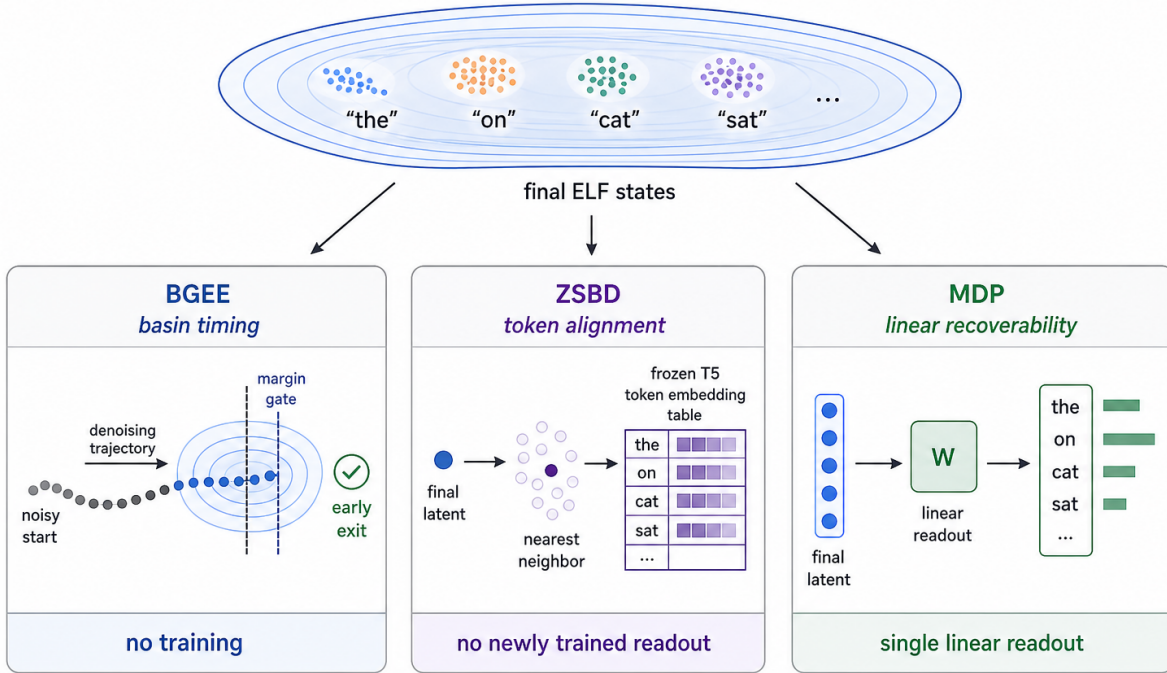 “the”
“on”
“cat”
“sat”
...
final ELF states
BGEE
basin timing
margin
gate
denoising
trajectory
noisy
start
early
exit
no training
ZSBD
token alignment
frozen T5
token embedding
table
the
on
cat
sat
...
final
latent
nearest
neighbor
no newly trained readout
MDP
linear recoverability
W
linear
readout
final
latent
the
on
cat
sat
...
single linear readout